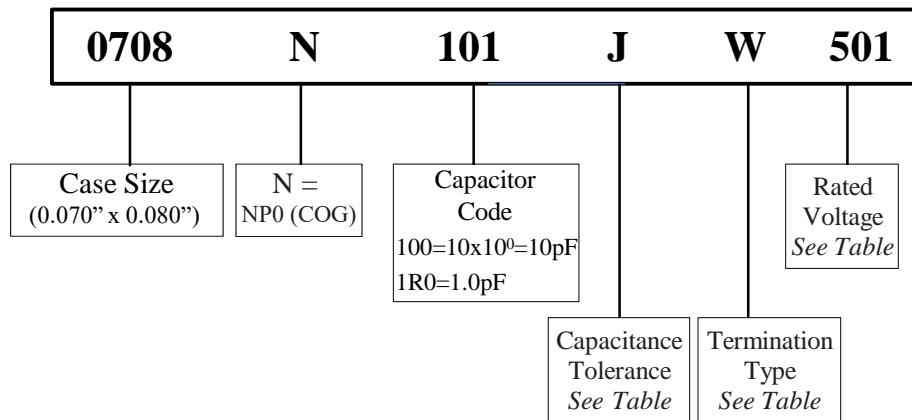 0708 N 101 J W 501
Case Size
(0.070” x 0.080”)
N =
NP0 (COG)
Capacitor
Code
100=10x10⁰=10pF
1R0=1.0pF
Rated
Voltage
See Table
Capacitance
Tolerance
See Table
Termination
Type
See Table